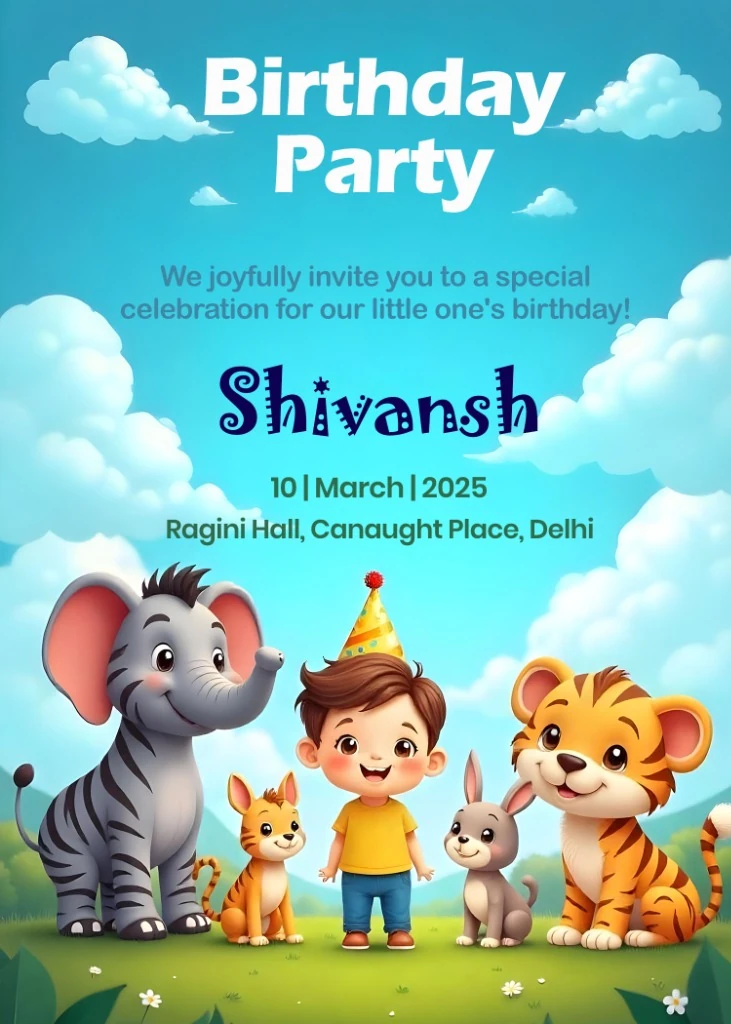 Birthday
Party
We joyfully invite you to a special
celebration for our little one's birthday!
Shivansh
10 | March | 2025
Ragini Hall, Canaught Place, Delhi